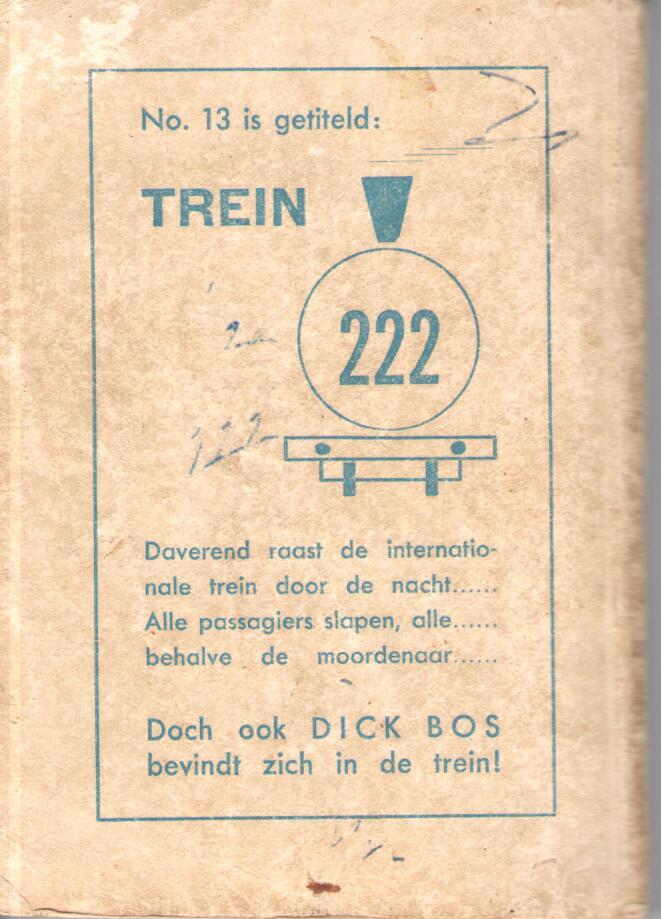 No. 13 is getiteld:
TREIN
222
Daverend raast de internatio-
nale trein door de nacht......
Alle passagiers slapen, alle......
behalve de moordenaar......
Doch ook DICK BOS
bevindt zich in de trein!